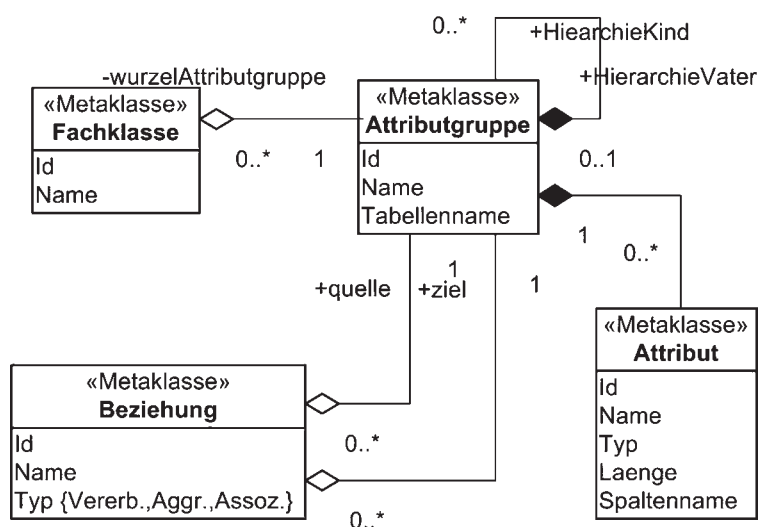 0..*
+HiearchieKind
-wurzelAttributgruppe
+HierarchieVater
«Metaklasse»
Fachklasse
Id
Name
0..*
1
«Metaklasse»
Attributgruppe
Id
Name
Tabellenname
0..1
1
0..*
+quelle
1
+ziel
1
«Metaklasse»
Attribut
Id
Name
Typ
Laenge
Spaltenname
«Metaklasse»
Beziehung
Id
Name
Typ {Vererb.,Aggr.,Assoz.}
0..*
0..*